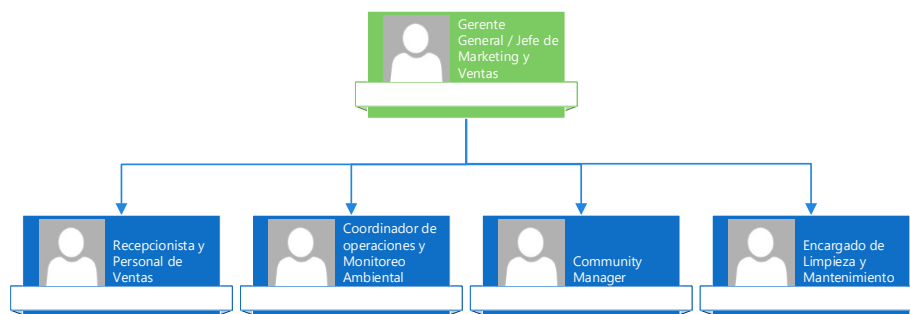 Gerente
General / Jefe de
Marketing y
Ventas
Recepcionista y
Personal de
Ventas
Coordinador de
operaciones y
Monitoreo
Ambiental
Community
Manager
Encargado de
Limpieza y
Mantenimiento